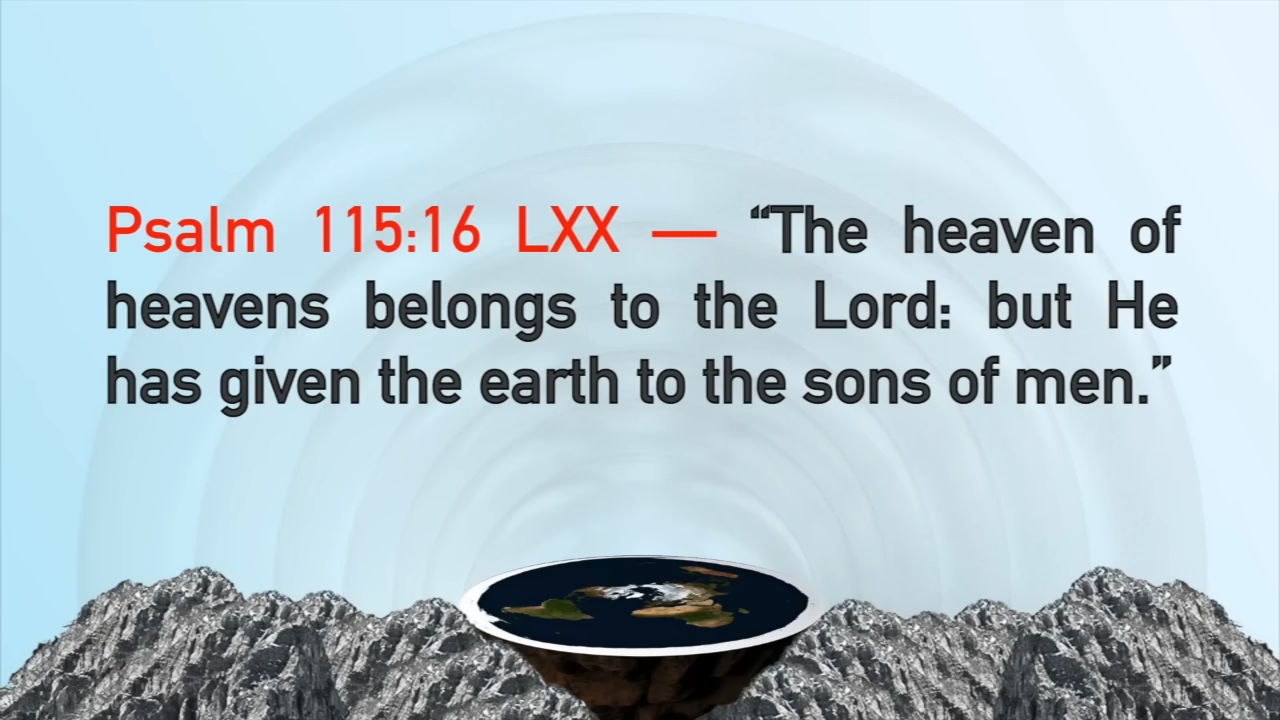 Psalm 115:16 LXX — “The heaven of
heavens belongs to the Lord: but He
has given the earth to the sons of men.”